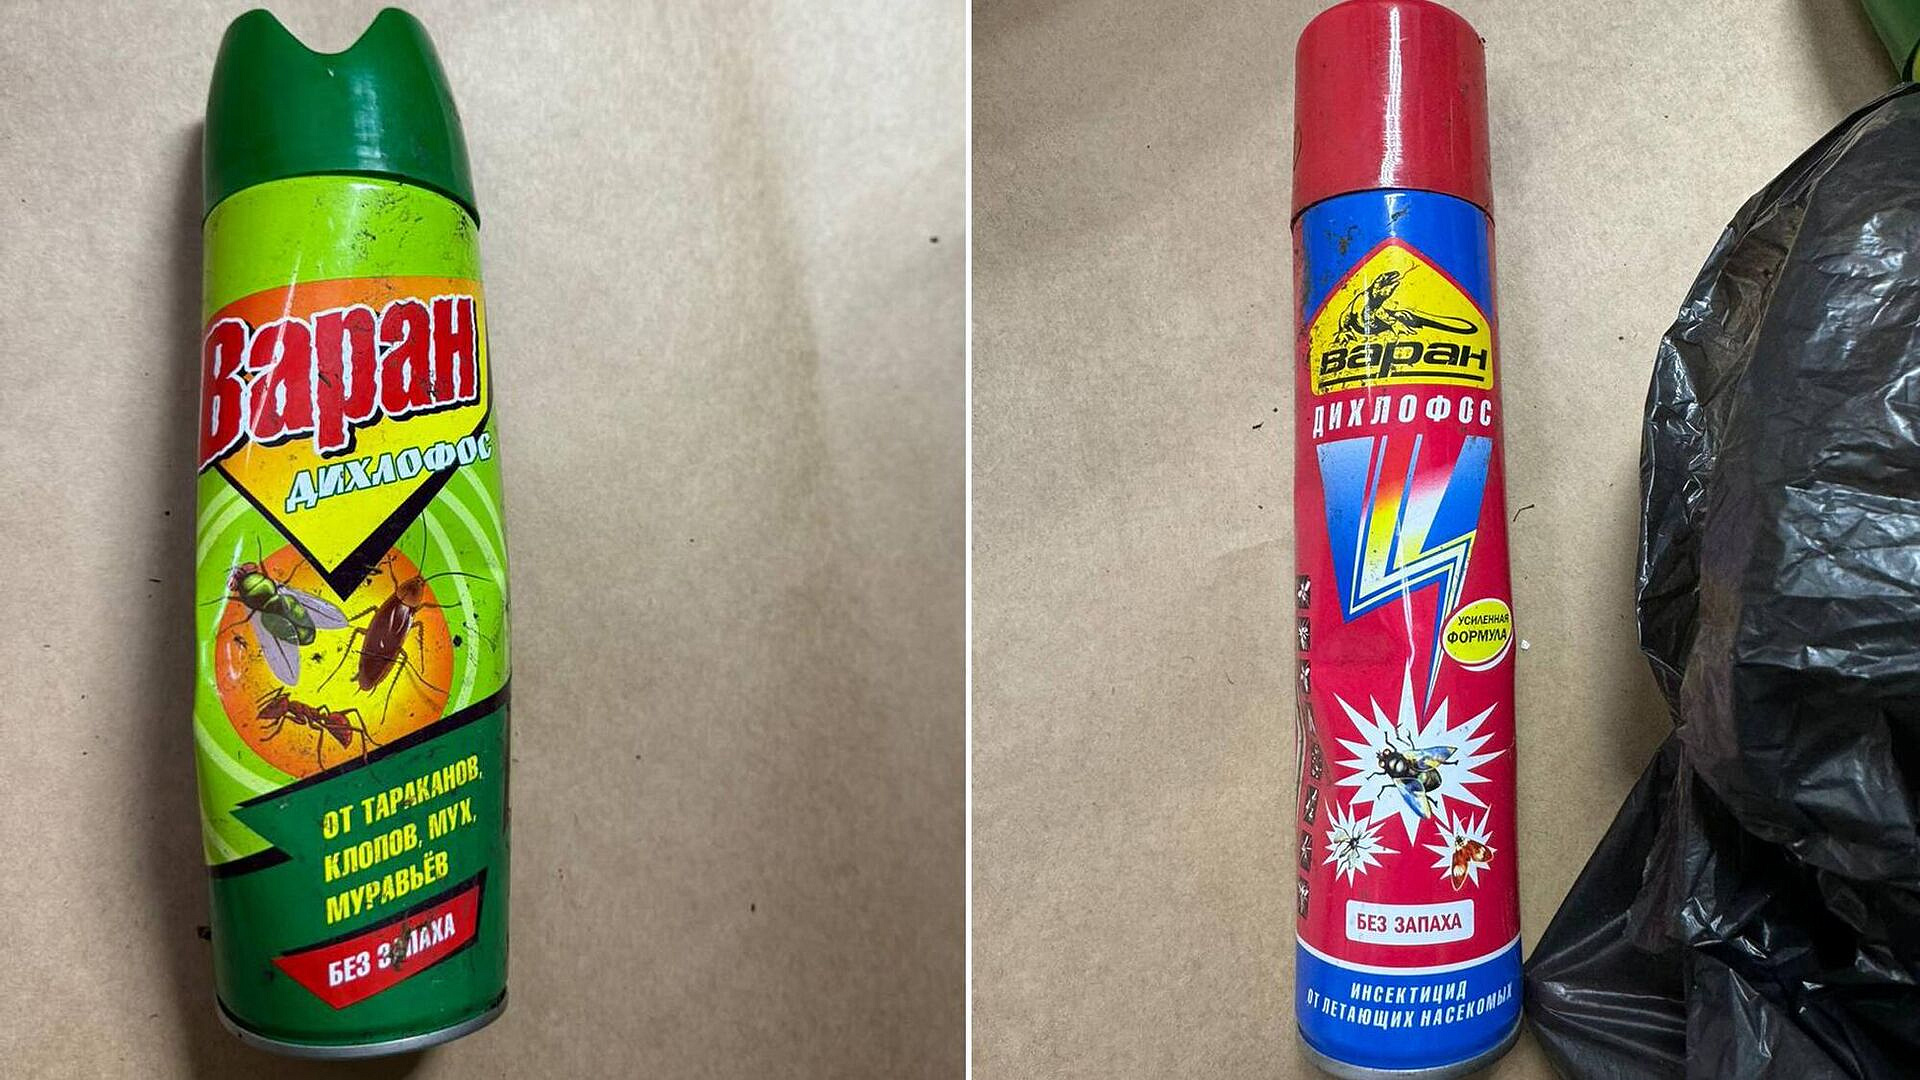 Варан
ДИХЛОФОС
ОТ ТАРАКАНОВ,
КЛОПОВ, МУХ,
МУРАВЬЁВ
БЕЗ ЗАПАХА
Варан
ДИХЛОФОС
УСИЛЕННАЯ
ФОРМУЛА
БЕЗ ЗАПАХА
ИНСЕКТИЦИД
ОТ ЛЕТАЮЩИХ НАСЕКОМЫХ